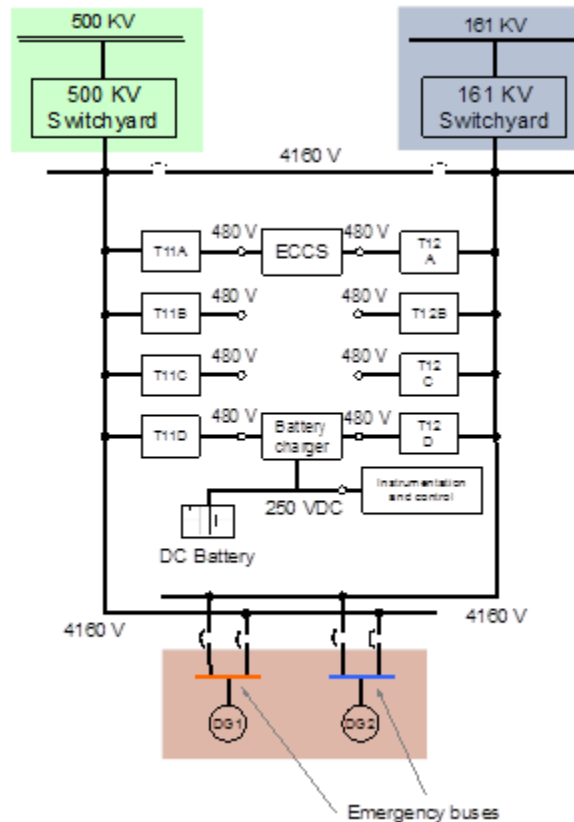 500 KV
161 KV
500 KV
Switchyard
161 KV
Switchyard
4160 V
480 V
480 V
T11A
ECCS
T12
A
480 V
480 V
T11B
T12B
480 V
480 V
T11C
T12
C
480 V
480 V
T11D
Battery
charger
T12
D
Instrumentation
and control
250 VDC
DC Battery
4160 V
4160 V
DG1
DG2
Emergency buses